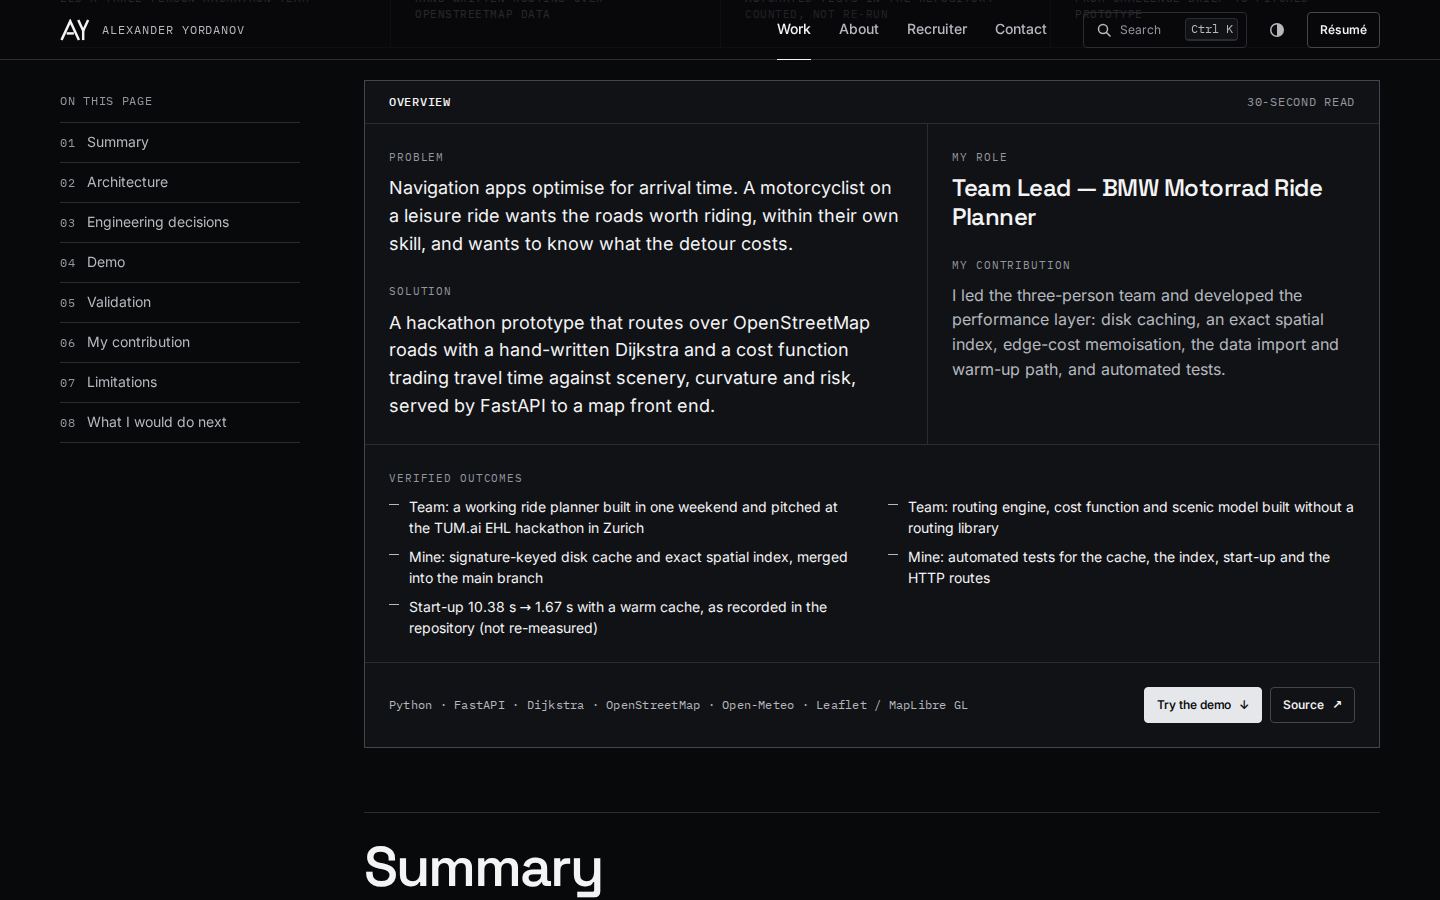 OPENSTREETMAP DATA
COUNTED, NOT RE-RUN
PROTOTYPE
AY ALEXANDER YORDANOV
Work
About
Recruiter
Contact
Search
Ctrl K
Résumé
ON THIS PAGE
01 Summary
02 Architecture
03 Engineering decisions
04 Demo
05 Validation
06 My contribution
07 Limitations
08 What I would do next
OVERVIEW
30-SECOND READ
PROBLEM
Navigation apps optimise for arrival time. A motorcyclist on
a leisure ride wants the roads worth riding, within their own
skill, and wants to know what the detour costs.
SOLUTION
A hackathon prototype that routes over OpenStreetMap
roads with a hand-written Dijkstra and a cost function
trading travel time against scenery, curvature and risk,
served by FastAPI to a map front end.
MY ROLE
Team Lead — BMW Motorrad Ride
Planner
MY CONTRIBUTION
I led the three-person team and developed the
performance layer: disk caching, an exact spatial
index, edge-cost memoisation, the data import and
warm-up path, and automated tests.
VERIFIED OUTCOMES
— Team: a working ride planner built in one weekend and pitched at
the TUM.ai EHL hackathon in Zurich
— Team: routing engine, cost function and scenic model built without a
routing library
— Mine: signature-keyed disk cache and exact spatial index, merged
into the main branch
— Mine: automated tests for the cache, the index, start-up and the
HTTP routes
— Start-up 10.38 s → 1.67 s with a warm cache, as recorded in the
repository (not re-measured)
Python · FastAPI · Dijkstra · OpenStreetMap · Open-Meteo · Leaflet / MapLibre GL
Try the demo ↓
Source ↗
Summary